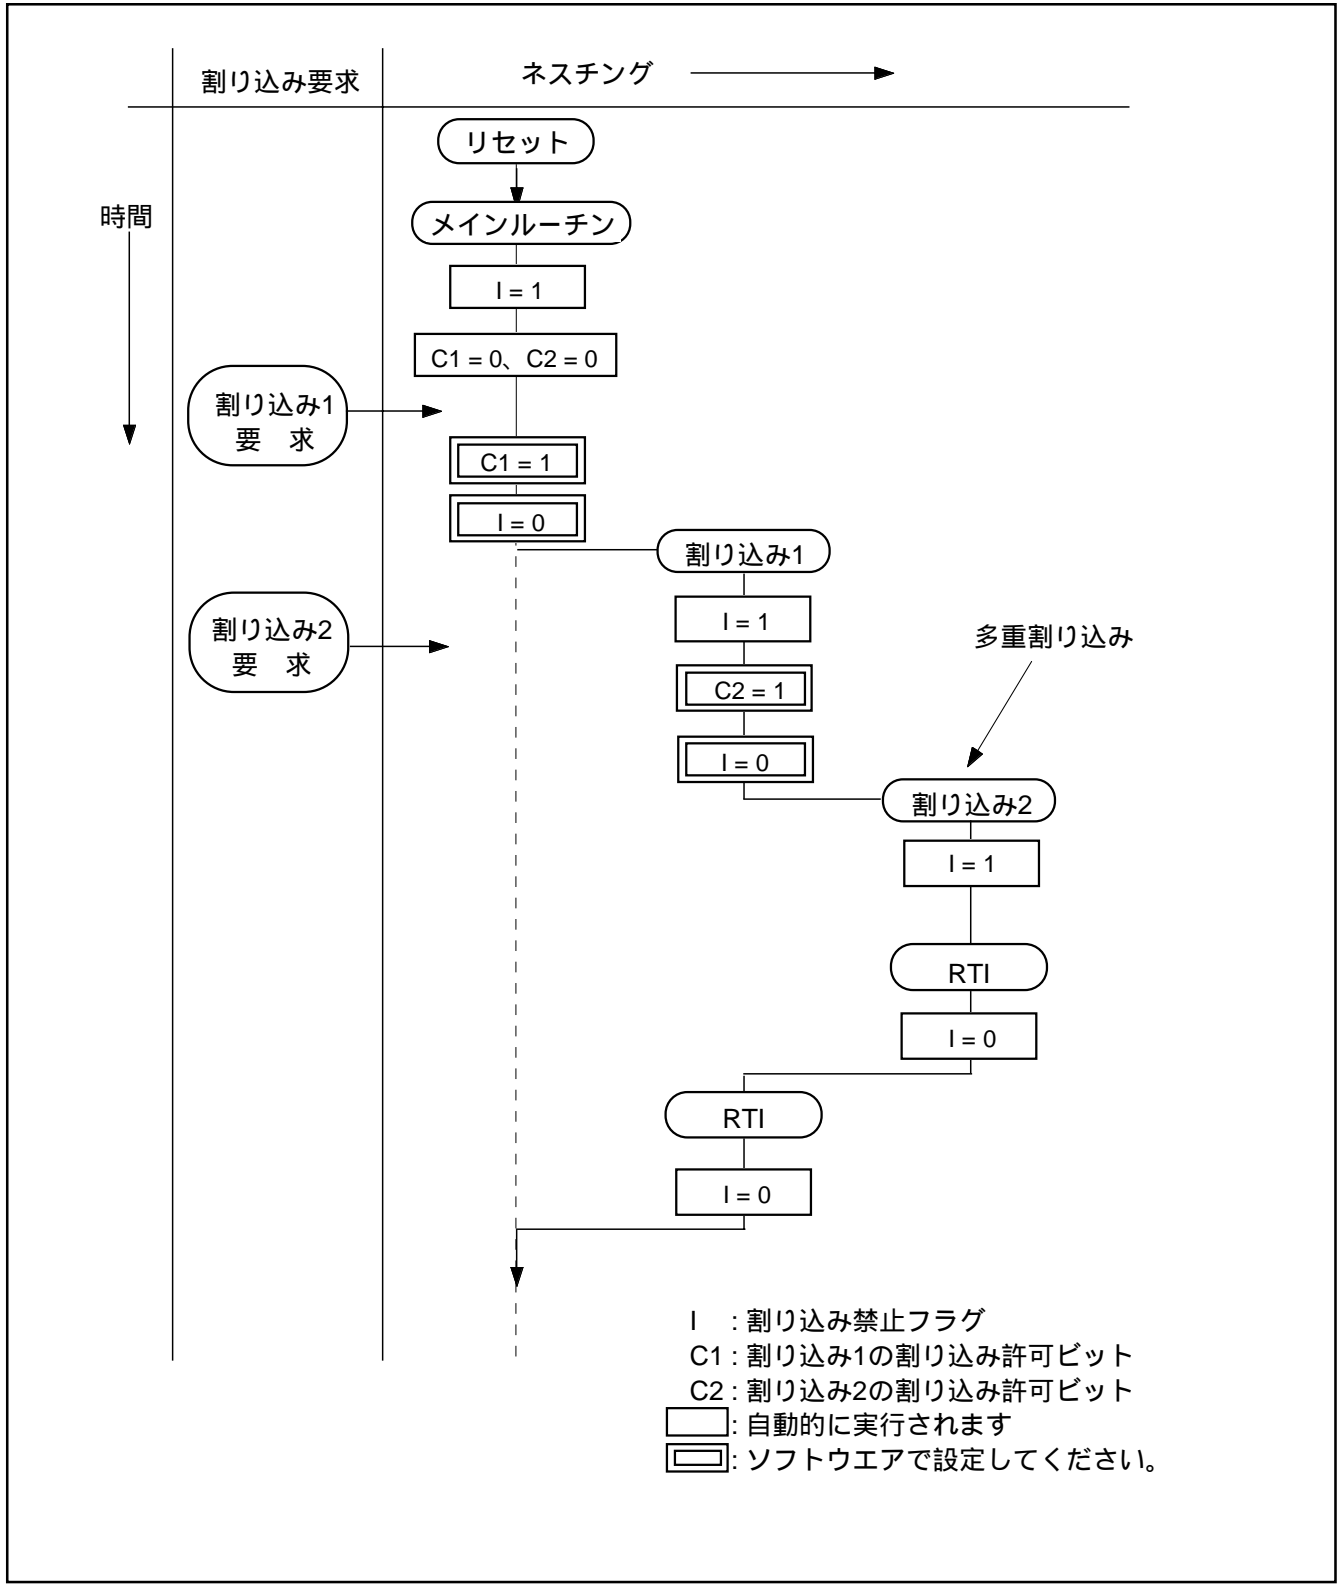 割り込み要求
ネスチング
リセット
時間
メインルーチン
I = 1
C1 = 0、C2 = 0
割り込み1
要 求
C1 = 1
I = 0
割り込み1
割り込み2
要 求
I = 1
多重割り込み
C2 = 1
I = 0
割り込み2
I = 1
RTI
I = 0
RTI
I = 0
I : 割り込み禁止フラグ
C1 : 割り込み1の割り込み許可ビット
C2 : 割り込み2の割り込み許可ビット
: 自動的に実行されます
: ソフトウエアで設定してください。